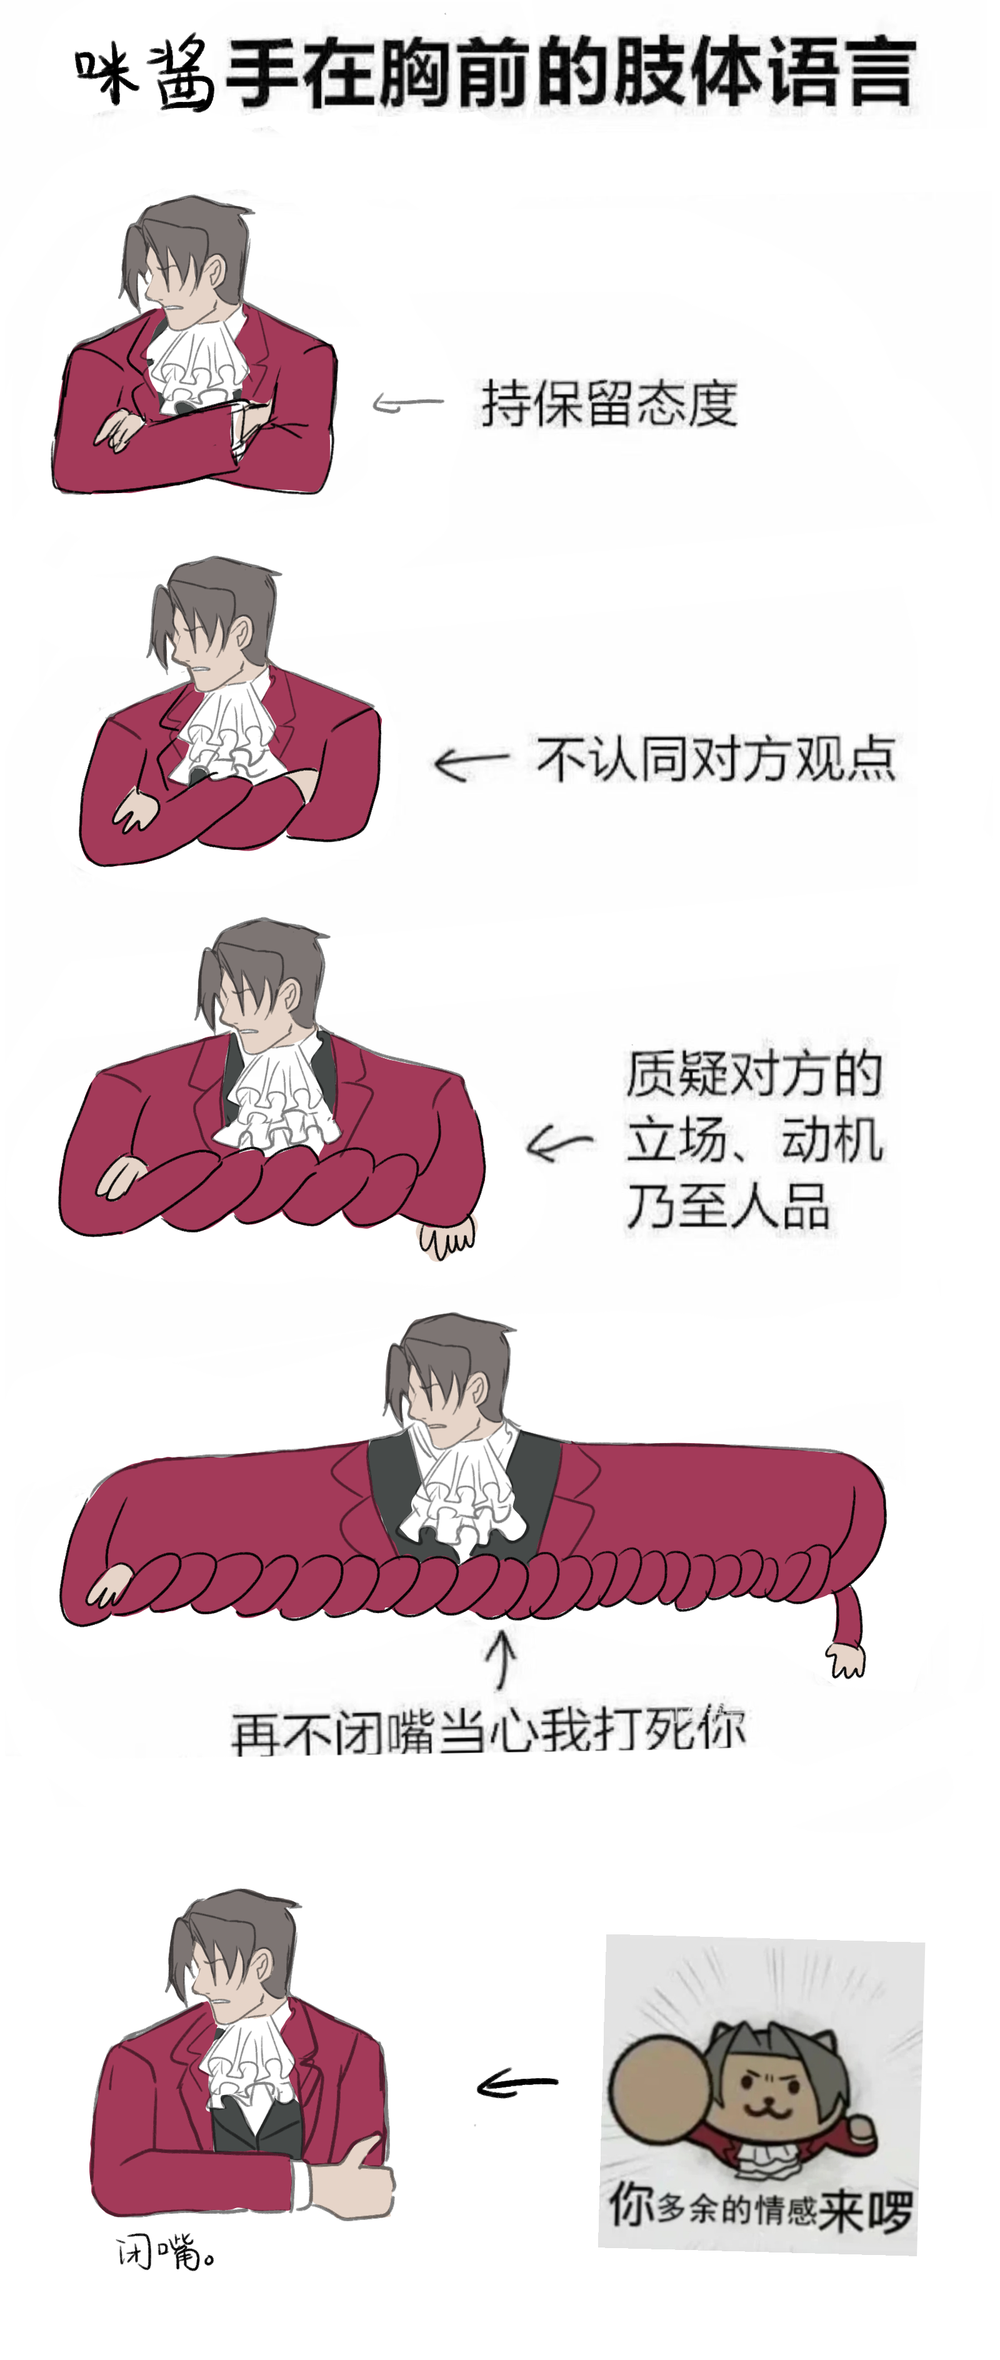 咪酱手在胸前的肢体语言
持保留态度
不认同对方观点
质疑对方的
立场、动机
乃至人品
再不闭嘴当心我打死你
你多余的情感来啰
闭嘴。